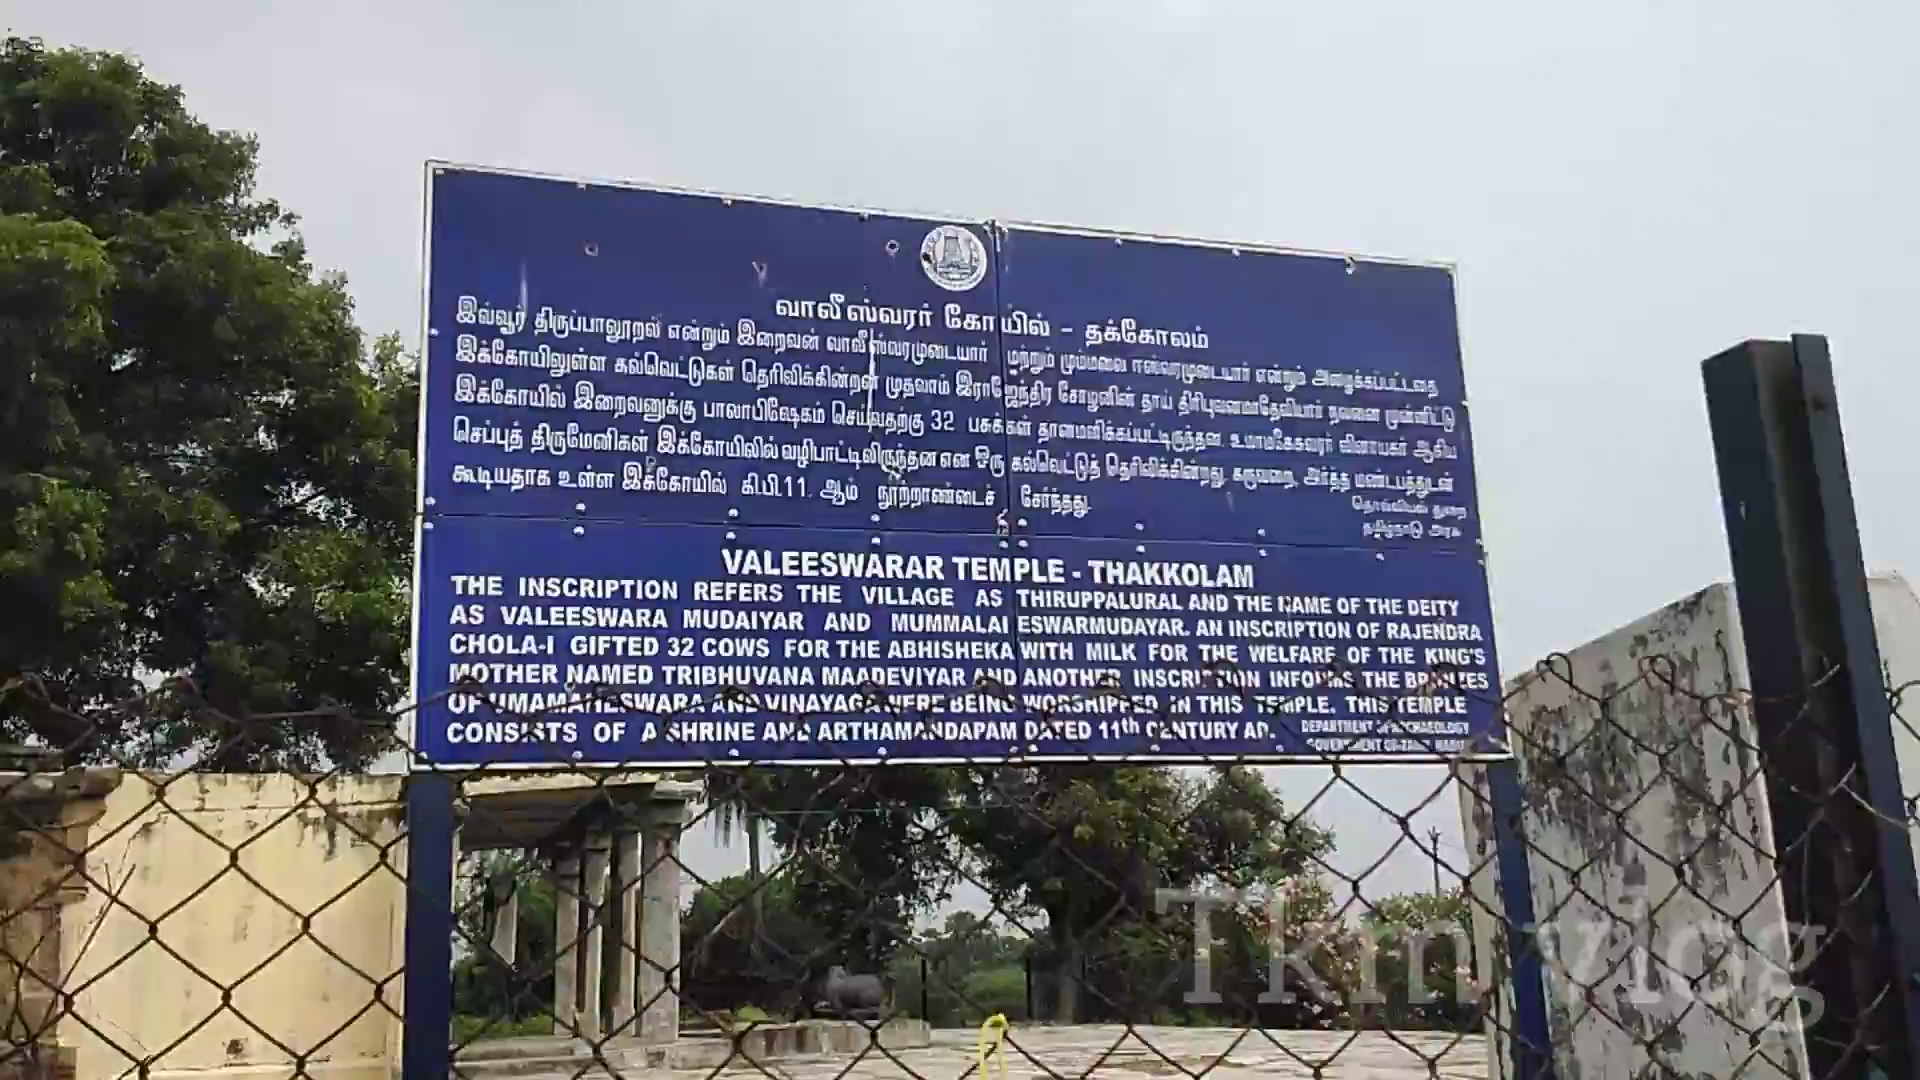 வாலீஸ்வரர் கோயில் - தக்கோலம்
இவ்வூர் திருப்பாலூறல் என்றும் இறைவன் வாலீஸ்வரமுடையார் மற்றும் மும்மலை ஈஸ்வரமுடையார் என்றும் அழைக்கப்பட்டதை
இக்கோயிலுள்ள கல்வெட்டுகள் தெரிவிக்கின்றன் முதலாம் இராஜேந்திர சோழனின் தாய் திரிபுவனமாதேவியார் நலனை முன்னிட்டு
இக்கோயில் இறைவனுக்கு பாலாபிஷேகம் செய்வதற்கு 32 பசுக்கள் தானமளிக்கப்பட்டிருந்தன. உமாமகேசுவரர் விநாயகர் ஆகிய
செப்புத் திருமேனிகள் இக்கோயிலில் வழிபாட்டிலிருந்தன என ஒரு கல்வெட்டுத் தெரிவிக்கின்றது. கருவறை, அர்த்த மண்டபத்துடன்
கூடியதாக உள்ள இக்கோயில் கி.பி.11. ஆம் நூற்றாண்டைச் சேர்ந்தது.
தொல்லியல் துறை
தமிழ்நாடு அரசு
VALEESWARAR TEMPLE - THAKKOLAM
THE INSCRIPTION REFERS THE VILLAGE AS THIRUPPALURAL AND THE NAME OF THE DEITY
AS VALEESWARA MUDAIYAR AND MUMMALAI ESWARMUDAYAR. AN INSCRIPTION OF RAJENDRA
CHOLA-I GIFTED 32 COWS FOR THE ABHISHEKA WITH MILK FOR THE WELFARE OF THE KING'S
MOTHER NAMED TRIBHUVANA MAADEVIYAR AND ANOTHER INSCRIPTION INFORMS THE BRONZES
OF UMAMAHESWARA AND VINAYAGA WERE BEING WORSHIPPED IN THIS TEMPLE. THIS TEMPLE
CONSISTS OF A SHRINE AND ARTHAMANDAPAM DATED 11th CENTURY AD.
DEPARTMENT OF ARCHAEOLOGY
GOVERNMENT OF TAMIL NADU
Tkm vlog